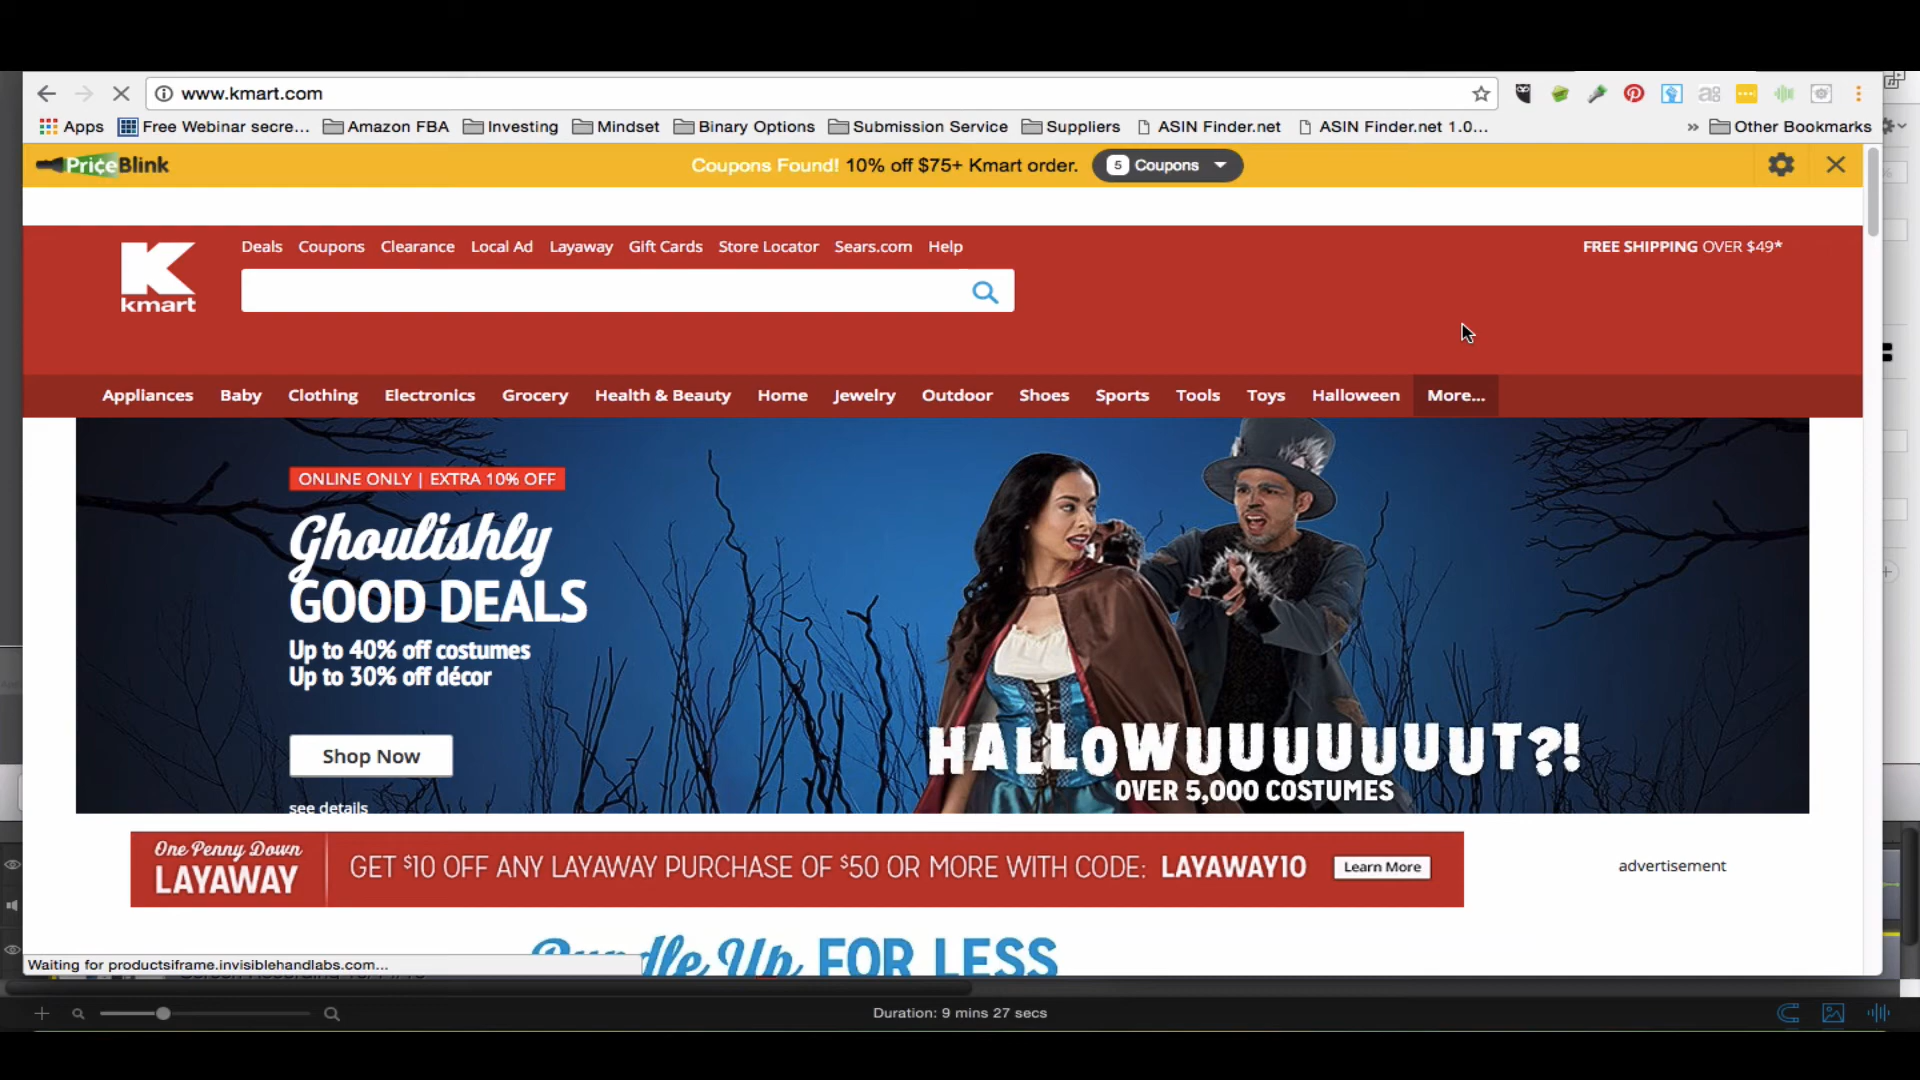 www.kmart.com
Apps Free Webinar secre... Amazon FBA Investing Mindset Binary Options Submission Service Suppliers ASIN Finder.net ASIN Finder.net 1.0... » Other Bookmarks
PriceBlink Coupons Found! 10% off $75+ Kmart order. 5 Coupons
Deals Coupons Clearance Local Ad Layaway Gift Cards Store Locator Sears.com Help FREE SHIPPING OVER $49*
kmart
Appliances Baby Clothing Electronics Grocery Health & Beauty Home Jewelry Outdoor Shoes Sports Tools Toys Halloween More...
ONLINE ONLY | EXTRA 10% OFF
Ghoulishly
GOOD DEALS
Up to 40% off costumes
Up to 30% off décor
Shop Now
see details
HALLOWUUUUUUUUT?!
OVER 5,000 COSTUMES
One Penny Down
LAYAWAY
GET $10 OFF ANY LAYAWAY PURCHASE OF $50 OR MORE WITH CODE: LAYAWAY10 Learn More
advertisement
Bundle Up FOR LESS
Waiting for productsiframe.invisiblehandlabs.com...
Duration: 9 mins 27 secs